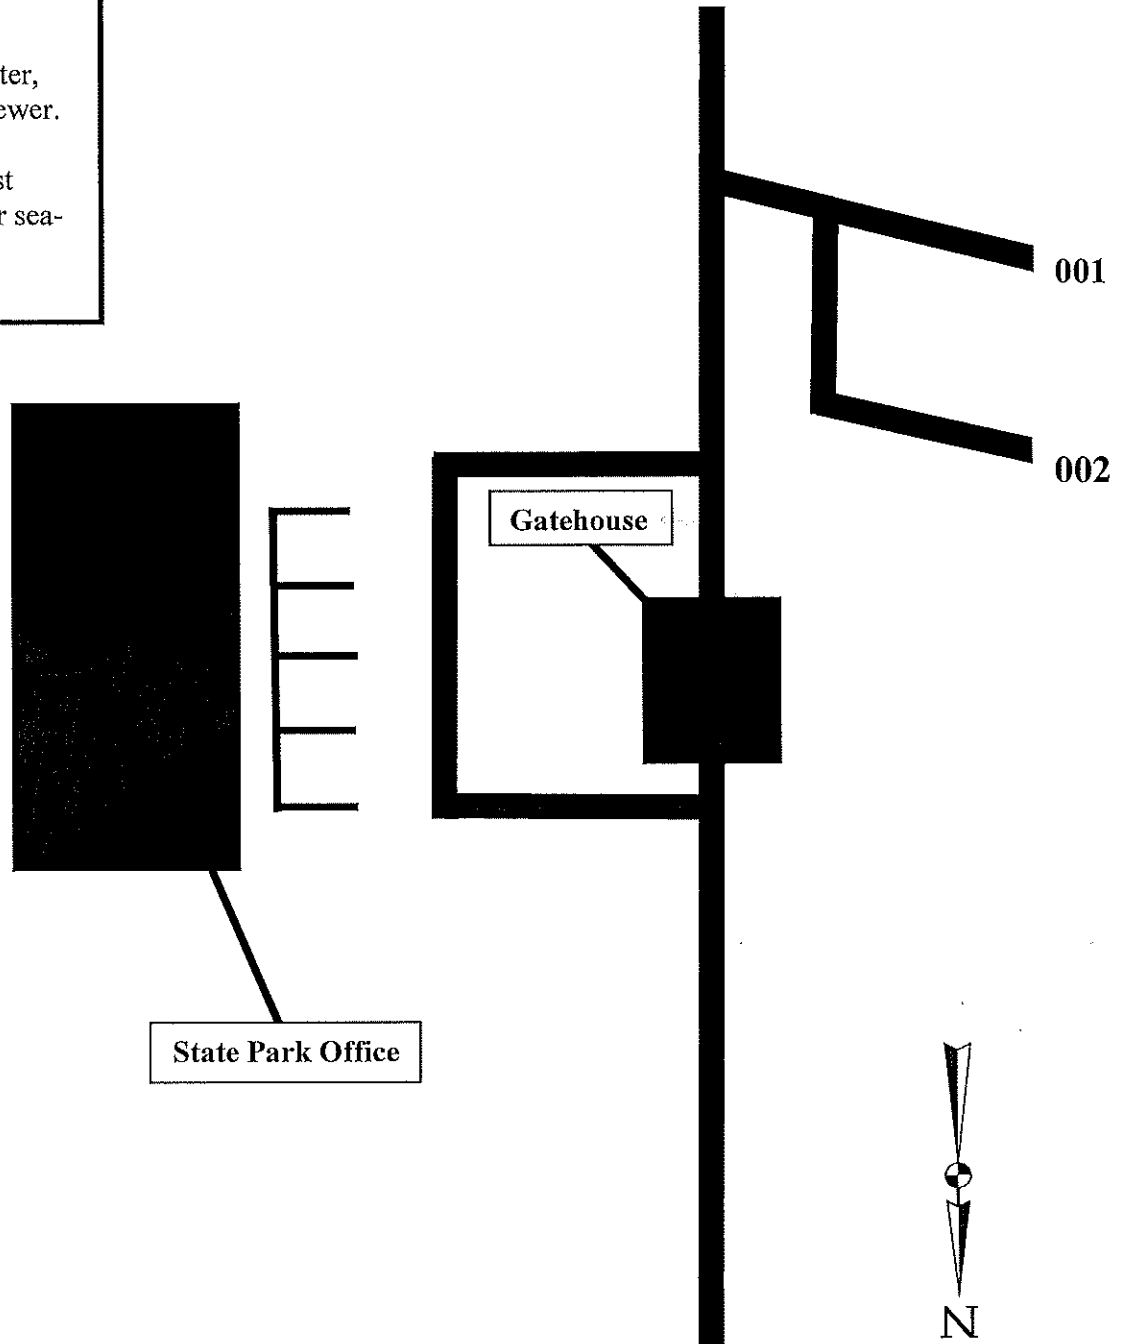 ter,
ewer.
st
r sea-
001
002
Gatehouse
State Park Office
N